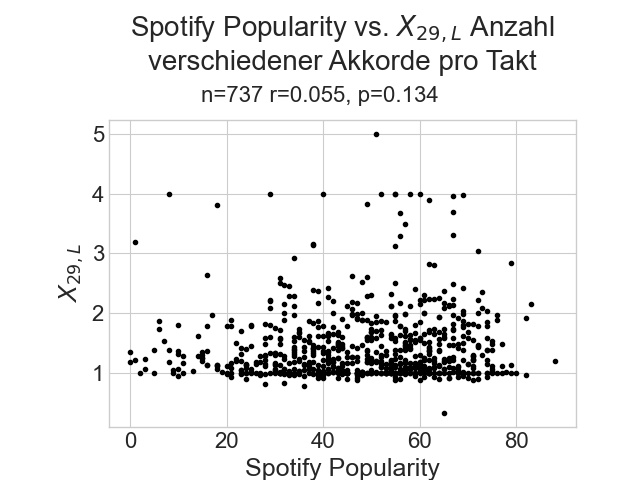 Spotify Popularity vs. X29, L Anzahl
verschiedener Akkorde pro Takt
n=737 r=0.055, p=0.134
5
4
3
2
1
X29, L
0 20 40 60 80
Spotify Popularity